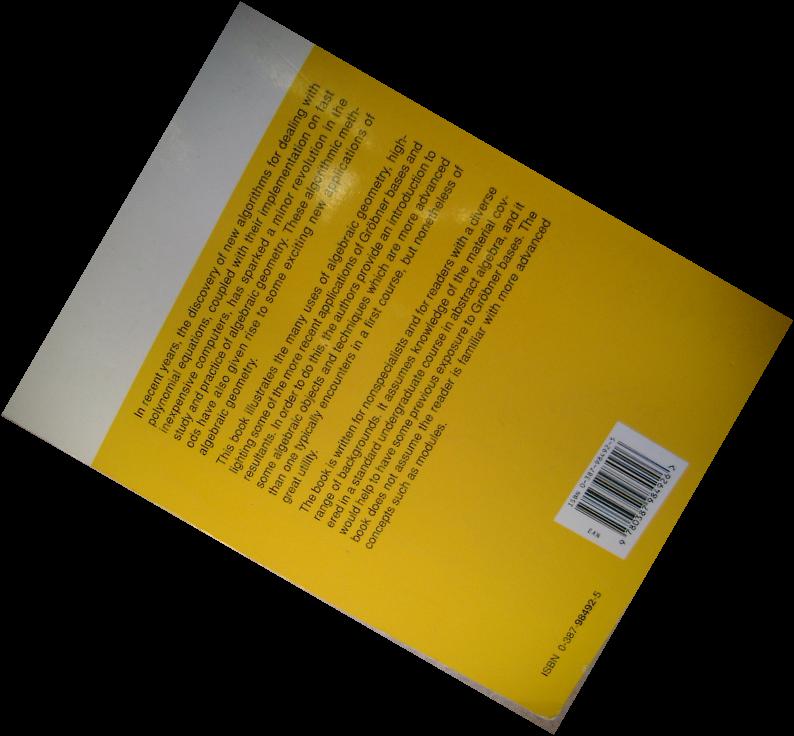 In recent years, the discovery of new algorithms for dealing with
polynomial equations, coupled with their implementation on fast
inexpensive computers, has sparked a minor revolution in the
study and practice of algebraic geometry. These algorithmic meth-
ods have also given rise to some exciting new applications of
algebraic geometry.
This book illustrates the many uses of algebraic geometry, high-
lighting some of the more recent applications of Gröbner bases and
resultants. In order to do this, the authors provide an introduction to
some algebraic objects and techniques which are more advanced
than one typically encounters in a first course, but nonetheless of
great utility.
The book is written for nonspecialists and for readers with a diverse
range of backgrounds. It assumes knowledge of the material cov-
ered in a standard undergraduate course in abstract algebra, and it
would help to have some previous exposure to Gröbner bases. The
book does not assume the reader is familiar with more advanced
concepts such as modules.
ISBN 0-387-98492-5
EAN
9 780387 984926 >
ISBN 0-387-98492-5